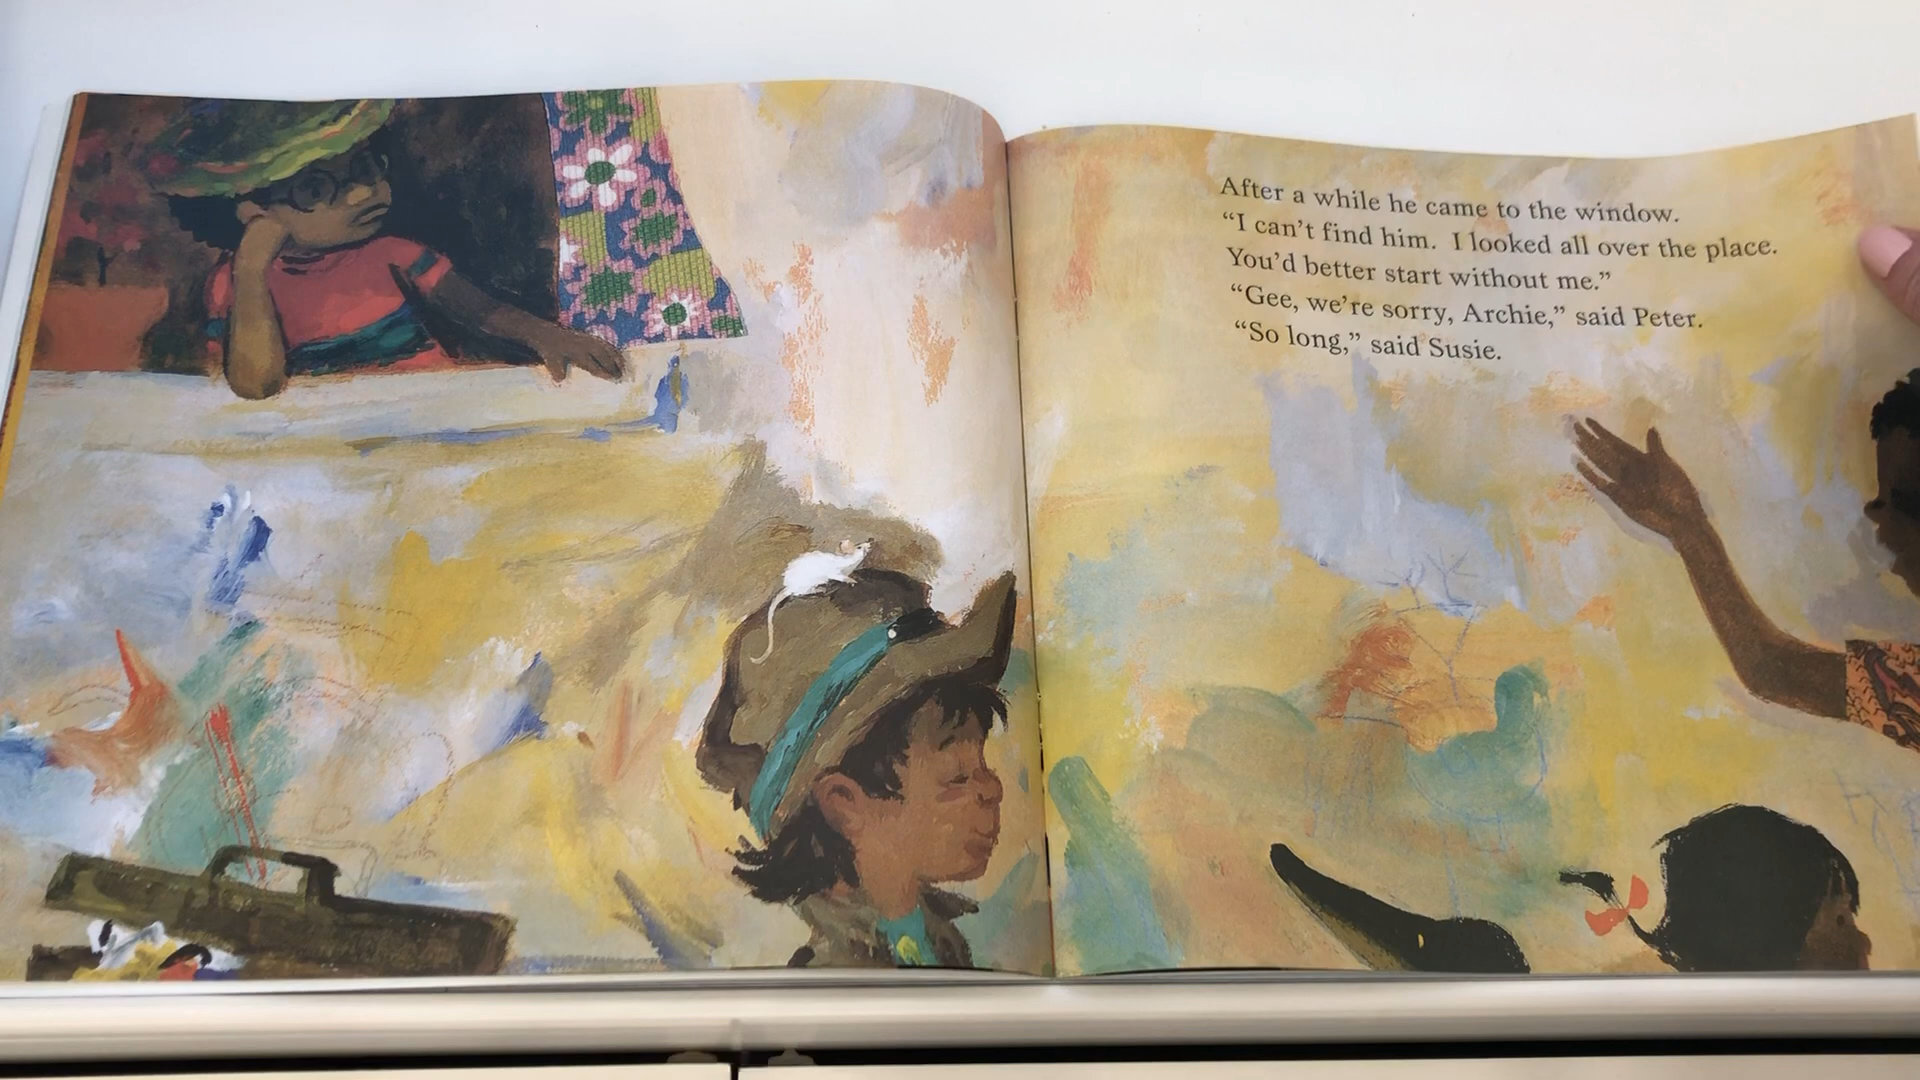 After a while he came to the window.
“I can’t find him. I looked all over the place.
You’d better start without me.”
“Gee, we’re sorry, Archie,” said Peter.
“So long,” said Susie.